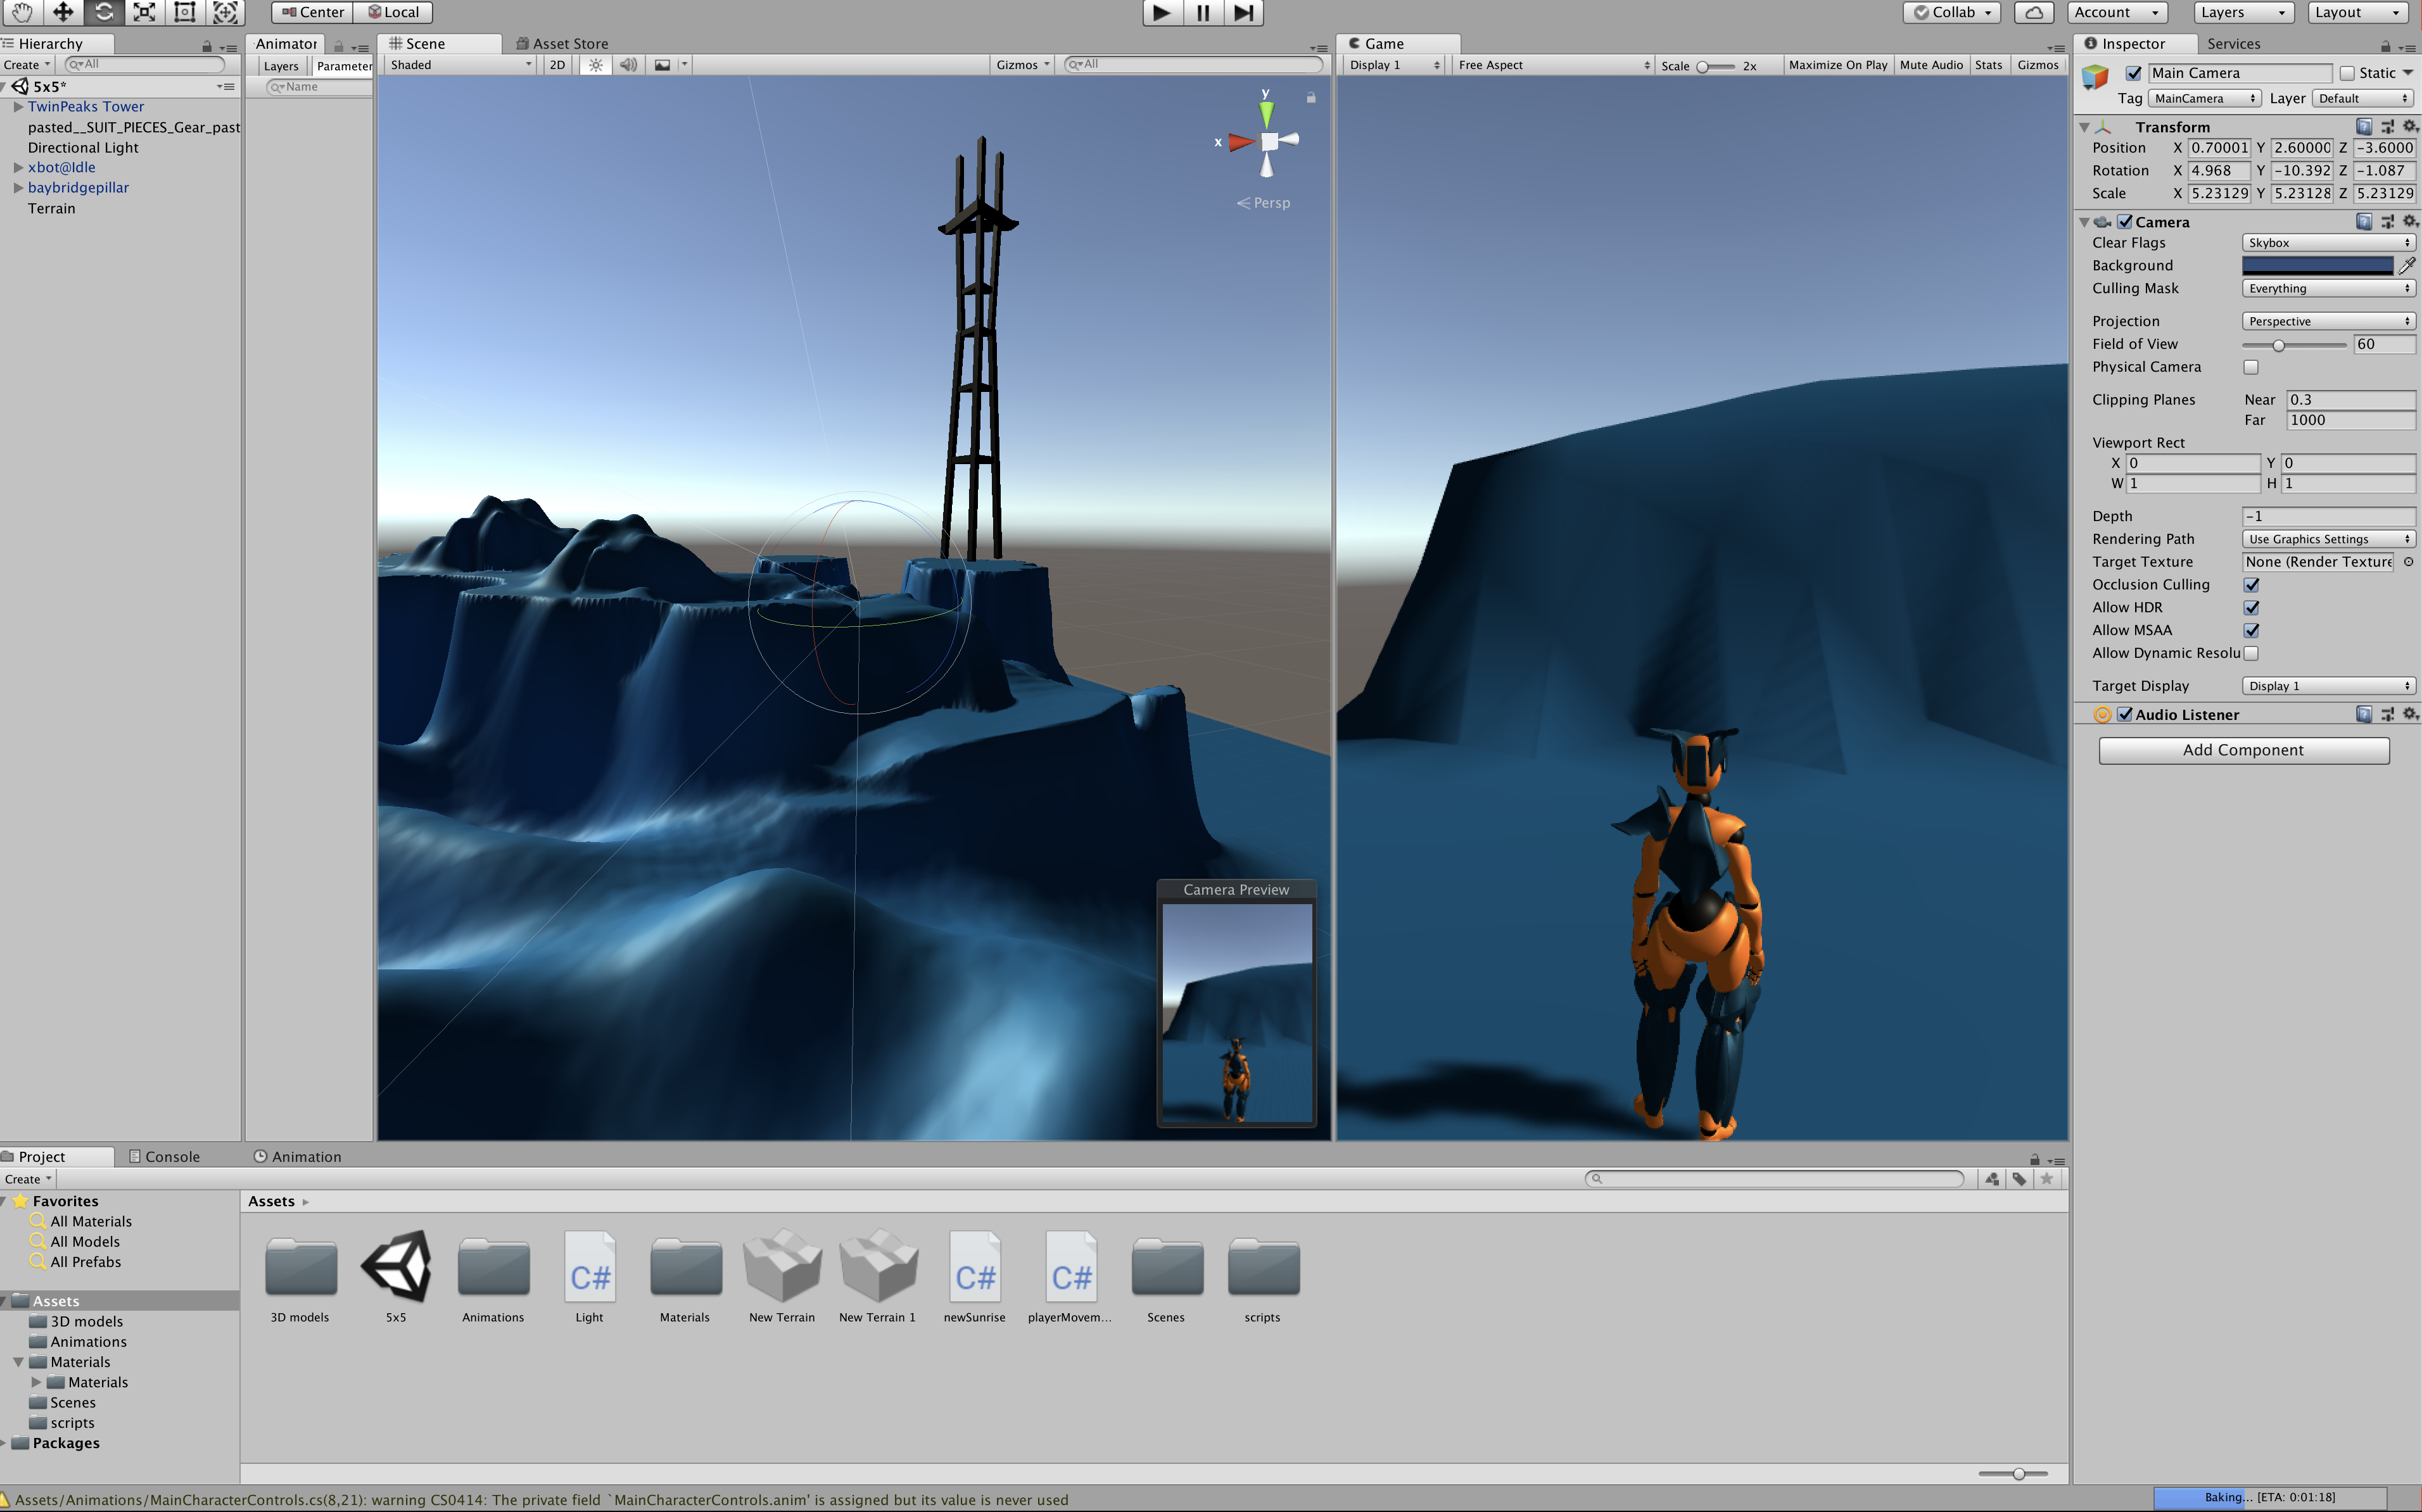 Center Local
Collab Account Layers Layout
Hierarchy
Create All
5x5*
TwinPeaks Tower
pasted__SUIT_PIECES_Gear_past
Directional Light
xbot@Idle
baybridgepillar
Terrain
Animator
Layers Parameter
Name
Scene Asset Store
Shaded 2D Gizmos All
y
x
Persp
Camera Preview
Game
Display 1 Free Aspect Scale 2x Maximize On Play Mute Audio Stats Gizmos
Inspector Services
Main Camera Static
Tag MainCamera Layer Default
Transform
Position X 0.70001 Y 2.60000 Z -3.6000
Rotation X 4.968 Y -10.392 Z -1.087
Scale X 5.23129 Y 5.23128 Z 5.23129
Camera
Clear Flags Skybox
Background
Culling Mask Everything
Projection Perspective
Field of View 60
Physical Camera
Clipping Planes Near 0.3
Far 1000
Viewport Rect
X 0 Y 0
W 1 H 1
Depth -1
Rendering Path Use Graphics Settings
Target Texture None (Render Texture
Occlusion Culling
Allow HDR
Allow MSAA
Allow Dynamic Resolu
Target Display Display 1
Audio Listener
Add Component
Project Console Animation
Create
Favorites
All Materials
All Models
All Prefabs
Assets
3D models
Animations
Materials
Materials
Scenes
scripts
Packages
Assets
C# C# C#
3D models 5x5 Animations Light Materials New Terrain New Terrain 1 newSunrise playerMovem... Scenes scripts
Assets/Animations/MainCharacterControls.cs(8,21): warning CS0414: The private field `MainCharacterControls.anim' is assigned but its value is never used
Baking... [ETA: 0:01:18]